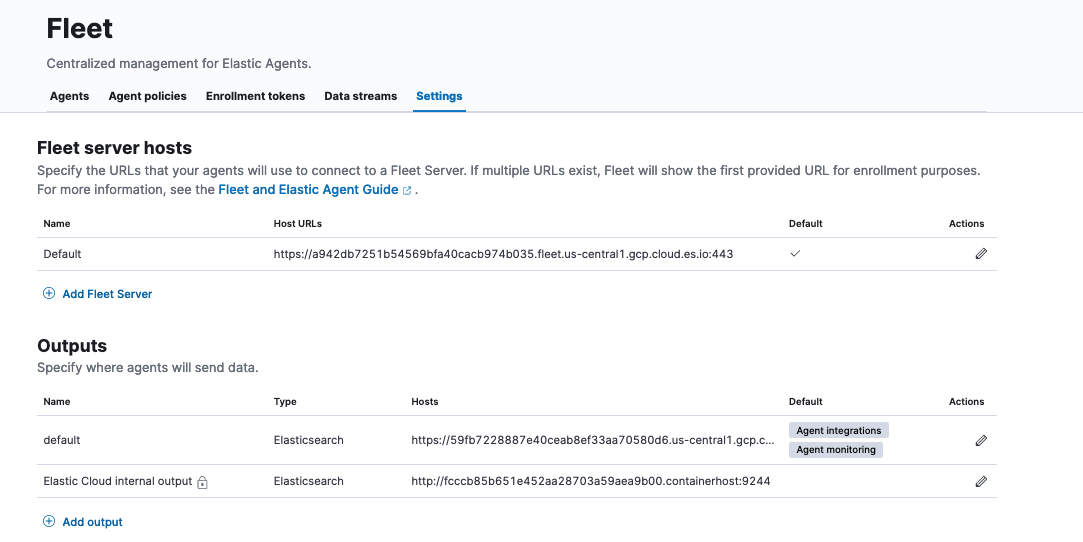 Fleet
Centralized management for Elastic Agents.
Agents Agent policies Enrollment tokens Data streams Settings
Fleet server hosts
Specify the URLs that your agents will use to connect to a Fleet Server. If multiple URLs exist, Fleet will show the first provided URL for enrollment purposes.
For more information, see the Fleet and Elastic Agent Guide .
Name Host URLs Default Actions
Default https://a942db7251b54569bfa40cacb974b035.fleet.us-central1.gcp.cloud.es.io:443
Add Fleet Server
Outputs
Specify where agents will send data.
Name Type Hosts Default Actions
default Elasticsearch https://59fb7228887e40ceab8ef33aa70580d6.us-central1.gcp.c... Agent integrations
Agent monitoring
Elastic Cloud internal output Elasticsearch http://fcccb85b651e452aa28703a59aea9b00.containerhost:9244
Add output